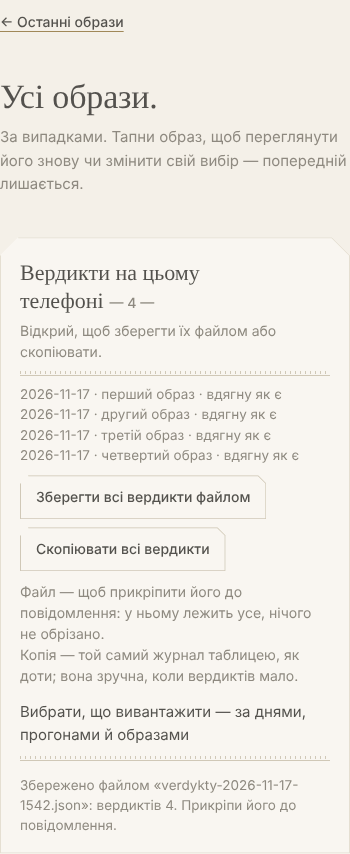 ← Останні образи
Усі образи.
За випадками. Тапни образ, щоб переглянути
його знову чи змінити свій вибір — попередній
лишається.
Вердикти на цьому
телефоні — 4 —
Відкрий, щоб зберегти їх файлом або
скопіювати.
2026-11-17 · перший образ · вдягну як є
2026-11-17 · другий образ · вдягну як є
2026-11-17 · третій образ · вдягну як є
2026-11-17 · четвертий образ · вдягну як є
Зберегти всі вердикти файлом
Скопіювати всі вердикти
Файл — щоб прикріпити його до
повідомлення: у ньому лежить усе, нічого
не обрізано.
Копія — той самий журнал таблицею, як
доти; вона зручна, коли вердиктів мало.
Вибрати, що вивантажити — за днями,
прогонами й образами
Збережено файлом «verdykty-2026-11-17-
1542.json»: вердиктів 4. Прикріпи його до
повідомлення.